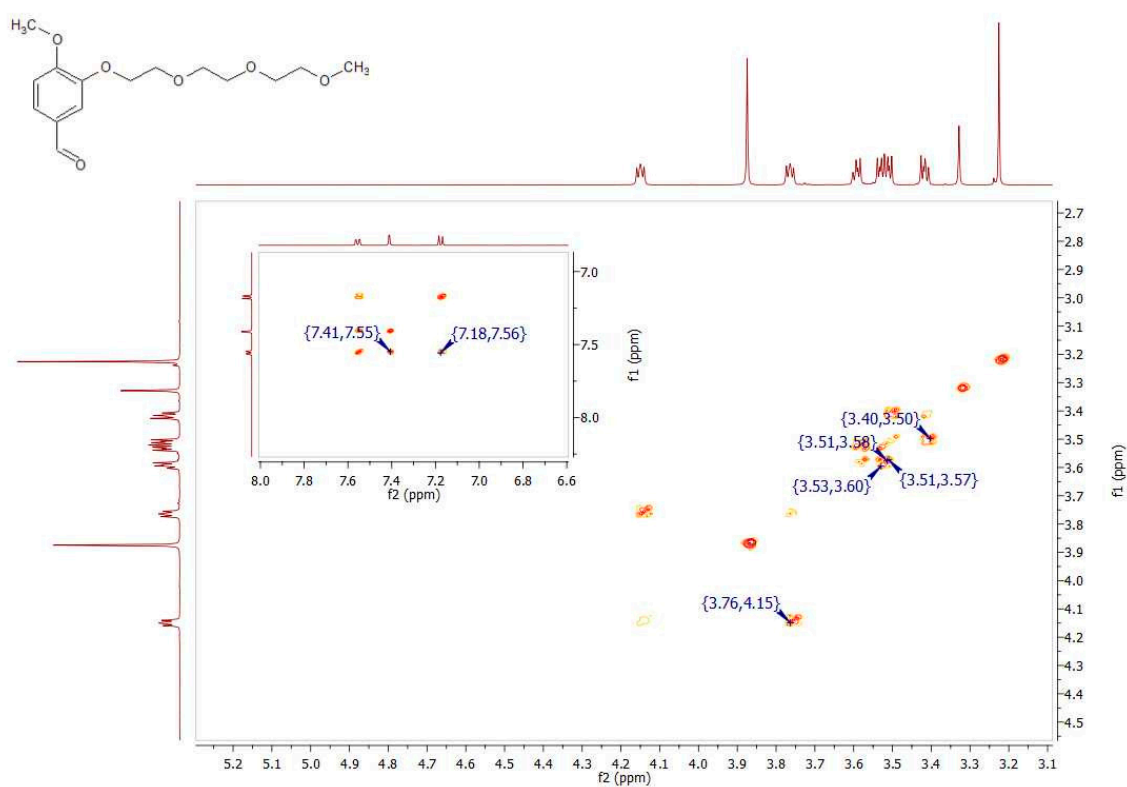 CH₃
O
O
O
O
O
CH₃
O
2.7
2.8
2.9
3.0
3.1
3.2
3.3
3.4
3.5
3.6
3.7
3.8
3.9
4.0
4.1
4.2
4.3
4.4
4.5
f1 (ppm)
7.0
7.5
8.0
f1 (ppm)
{7.41,7.55}
{7.18,7.56}
8.0 7.8 7.6 7.4 7.2 7.0 6.8 6.6
f2 (ppm)
{3.40,3.50}
{3.51,3.58}
{3.53,3.60}
{3.51,3.57}
{3.76,4.15}
5.2 5.1 5.0 4.9 4.8 4.7 4.6 4.5 4.4 4.3 4.2 4.1 4.0 3.9 3.8 3.7 3.6 3.5 3.4 3.3 3.2 3.1
f2 (ppm)